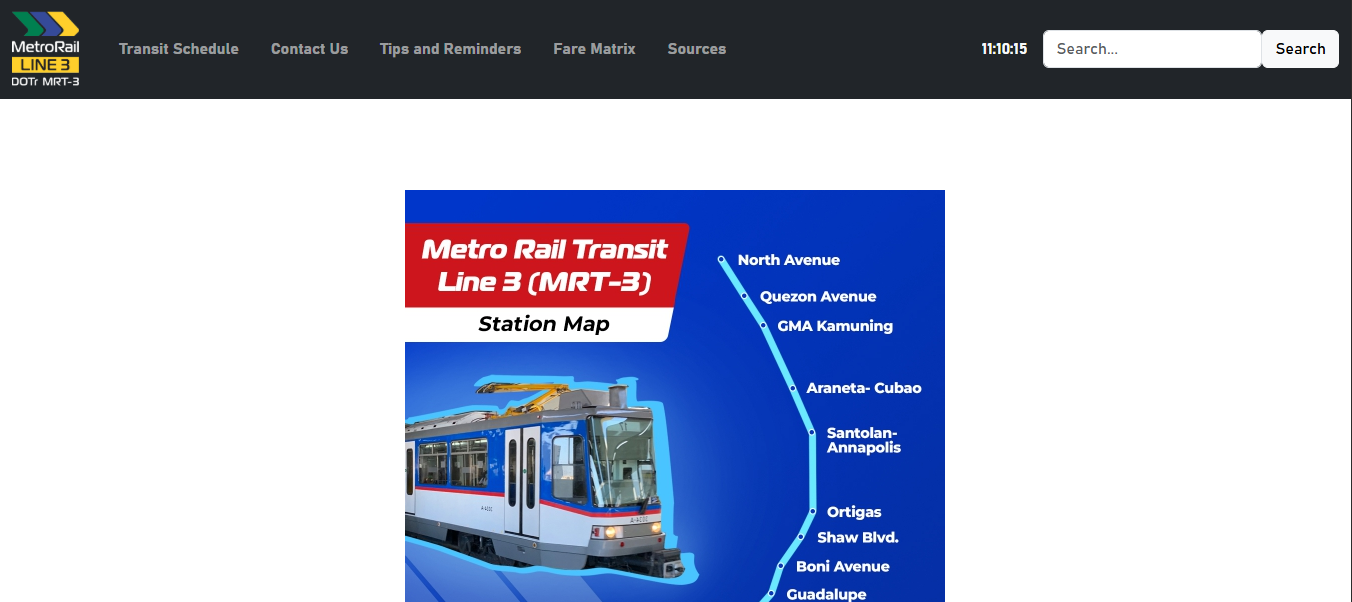 MetroRail
LINE 3
DOTr MRT-3
Transit Schedule
Contact Us
Tips and Reminders
Fare Matrix
Sources
11:10:15
Search...
Search
Metro Rail Transit
Line 3 (MRT-3)
Station Map
North Avenue
Quezon Avenue
GMA Kamuning
Araneta- Cubao
Santolan-
Annapolis
Ortigas
Shaw Blvd.
Boni Avenue
Guadalupe